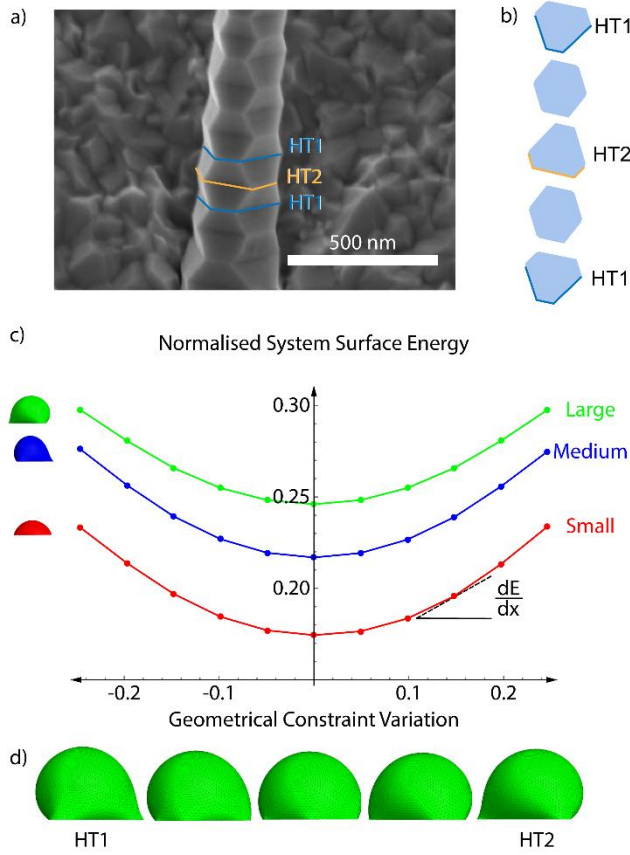 a)
HT1
HT2
HT1
500 nm
b)
HT1
HT2
HT1
c)
Normalised System Surface Energy
0.30
0.25
0.20
Large
Medium
Small
dE
dx
-0.2
-0.1
0.1
0.2
Geometrical Constraint Variation
d)
HT1
HT2